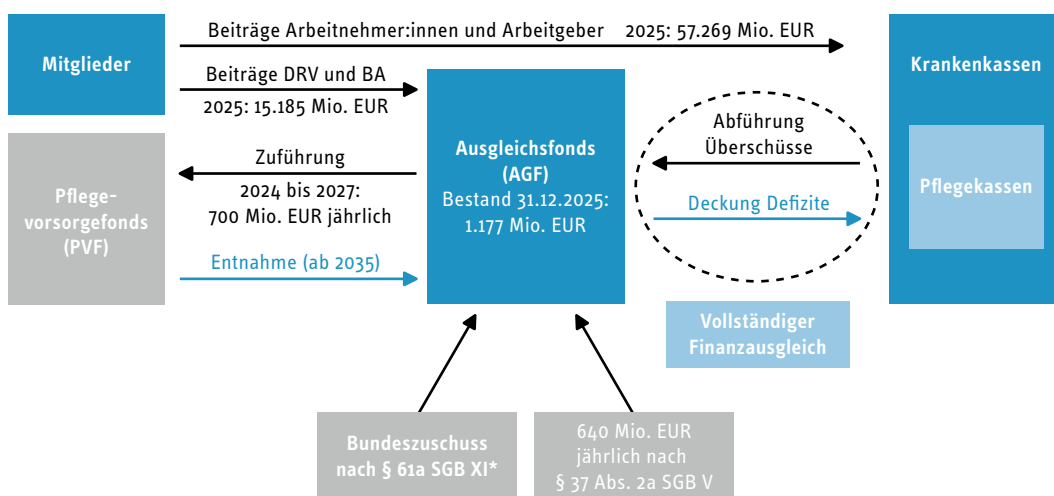 Beiträge Arbeitnehmer:innen und Arbeitgeber 2025: 57.269 Mio. EUR
Mitglieder
Krankenkassen
Beiträge DRV und BA
2025: 15.185 Mio. EUR
Zuführung
2024 bis 2027:
700 Mio. EUR jährlich
Pflege-
vorsorgefonds
(PVF)
Entnahme (ab 2035)
Ausgleichsfonds
(AGF)
Bestand 31.12.2025:
1.177 Mio. EUR
Abführung
Überschüsse
Deckung Defizite
Pflegekassen
Vollständiger
Finanzausgleich
Bundeszuschuss
nach § 61a SGB XI*
640 Mio. EUR
jährlich nach
§ 37 Abs. 2a SGB V